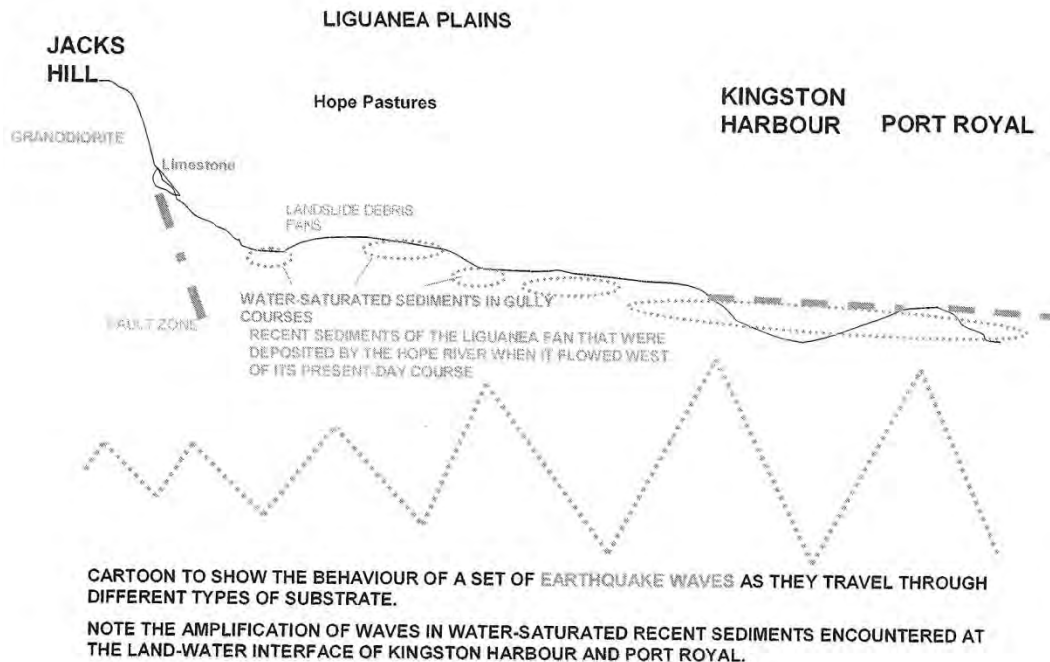 LIGUANEA PLAINS
JACKS
HILL
Hope Pastures
KINGSTON
HARBOUR
PORT ROYAL
GRANODIORITE
Limestone
LANDSLIDE DEBRIS
FANS
WATER-SATURATED SEDIMENTS IN GULLY
COURSES
FAULT ZONE
RECENT SEDIMENTS OF THE LIGUANEA FAN THAT WERE
DEPOSITED BY THE HOPE RIVER WHEN IT FLOWED WEST
OF ITS PRESENT-DAY COURSE
CARTOON TO SHOW THE BEHAVIOUR OF A SET OF EARTHQUAKE WAVES AS THEY TRAVEL THROUGH
DIFFERENT TYPES OF SUBSTRATE.
NOTE THE AMPLIFICATION OF WAVES IN WATER-SATURATED RECENT SEDIMENTS ENCOUNTERED AT
THE LAND-WATER INTERFACE OF KINGSTON HARBOUR AND PORT ROYAL.